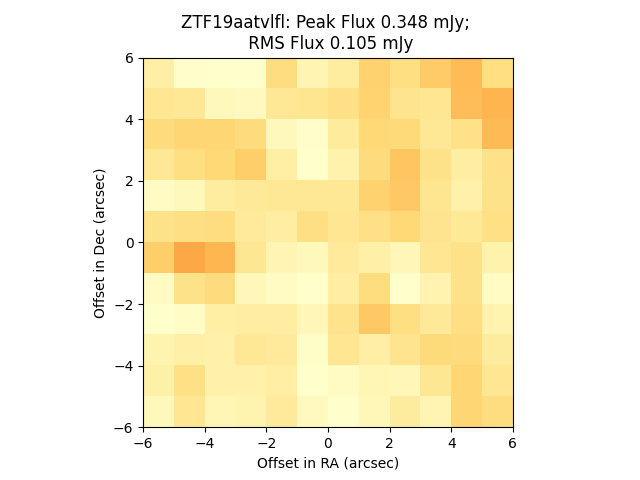 ZTF19aatvlfl: Peak Flux 0.348 mJy;
RMS Flux 0.105 mJy
6
4
2
0
−2
−4
−6
Offset in Dec (arcsec)
−6 −4 −2 0 2 4 6
Offset in RA (arcsec)